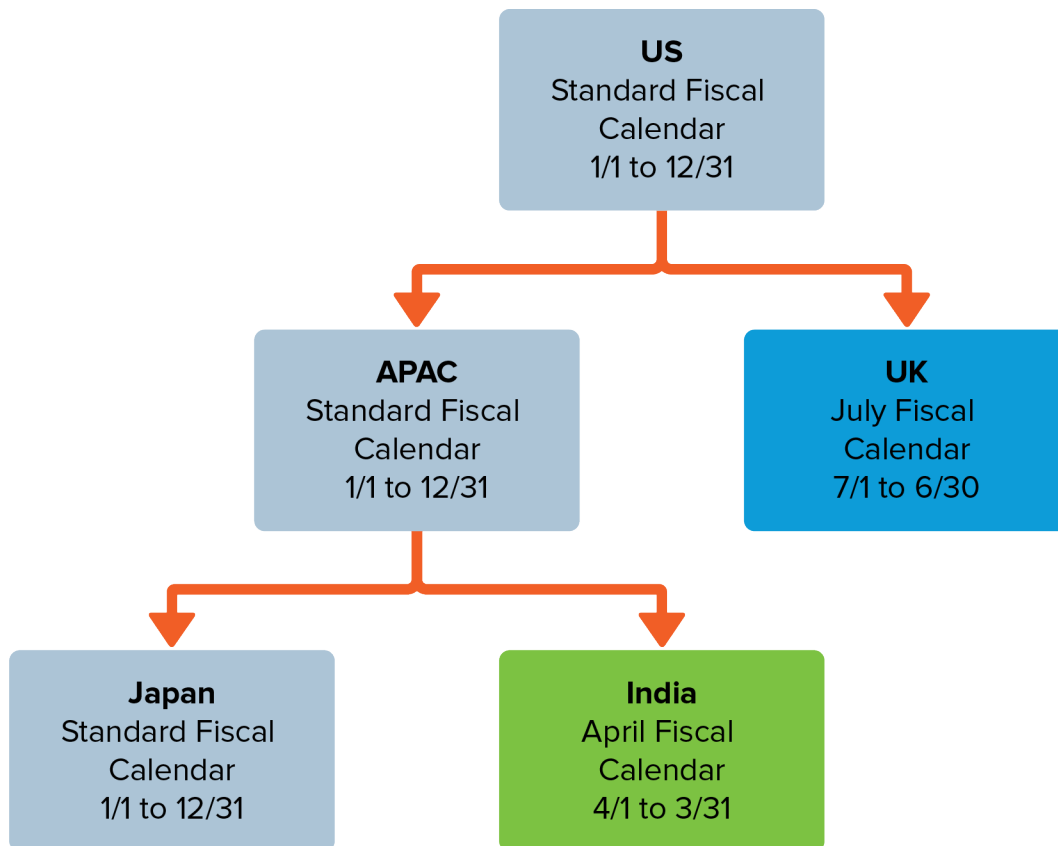 US
Standard Fiscal
Calendar
1/1 to 12/31
APAC
Standard Fiscal
Calendar
1/1 to 12/31
UK
July Fiscal
Calendar
7/1 to 6/30
Japan
Standard Fiscal
Calendar
1/1 to 12/31
India
April Fiscal
Calendar
4/1 to 3/31